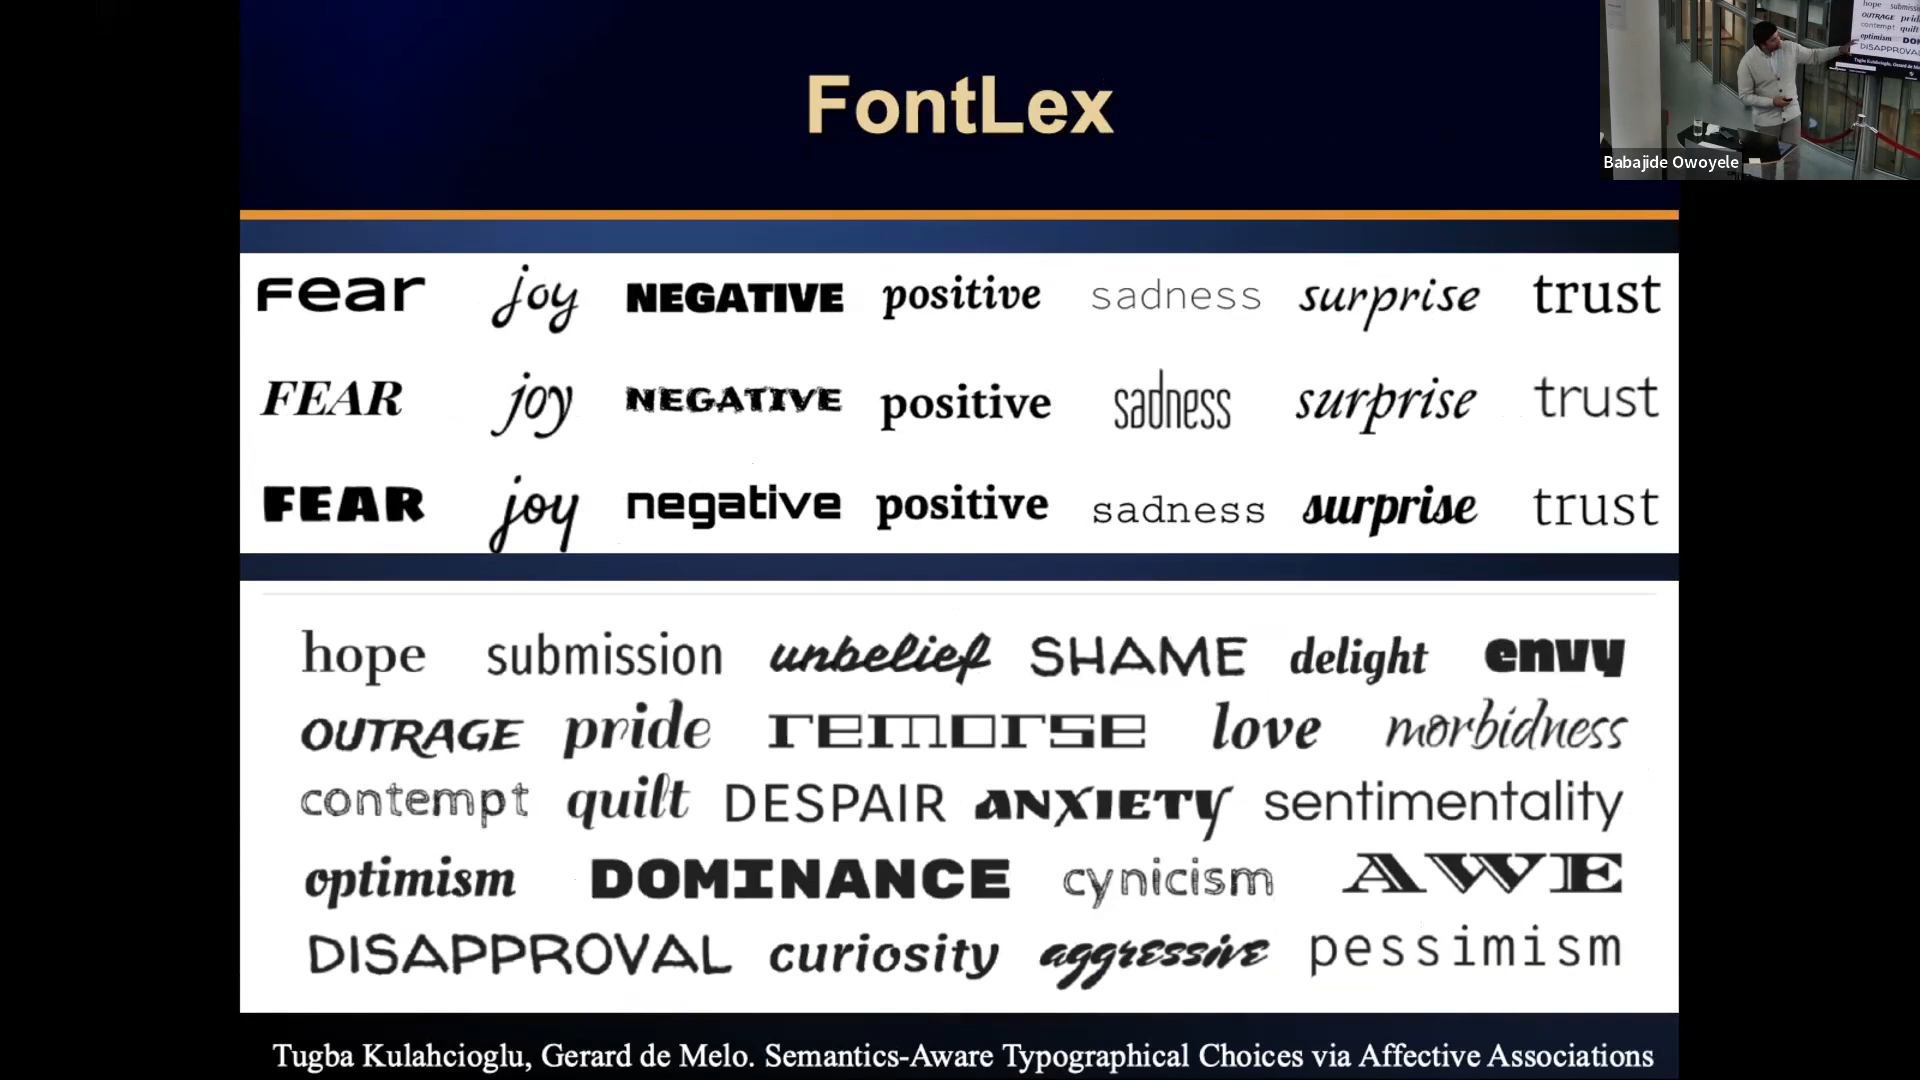 FontLex
Babajide Owoyele
Fear joy NEGATIVE positive sadness surprise trust
FEAR joy NEGATIVE positive sadness surprise trust
FEAR joy negative positive sadness surprise trust
hope submission unbelief SHAME delight envy
OUTRAGE pride remorse love morbidness
contempt quilt DESPAIR ANXIETY sentimentality
optimism DOMINANCE cynicism AWE
DISAPPROVAL curiosity aggressive pessimism
Tugba Kulahcioglu, Gerard de Melo. Semantics-Aware Typographical Choices via Affective Associations